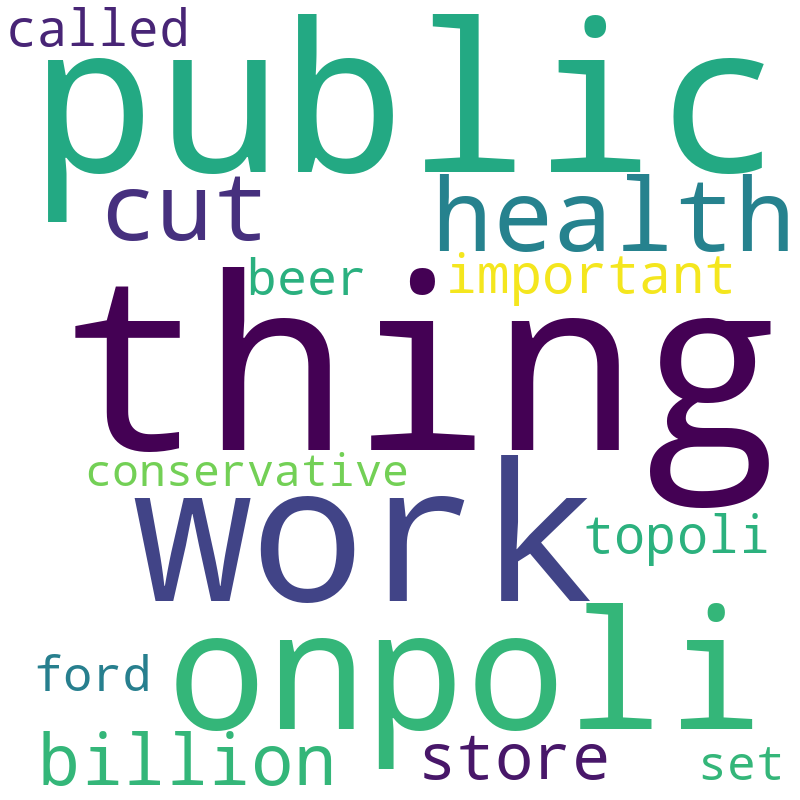 called
public
cut health
beer important
thing
conservative
work
topoli
onpoli
ford
billion store set